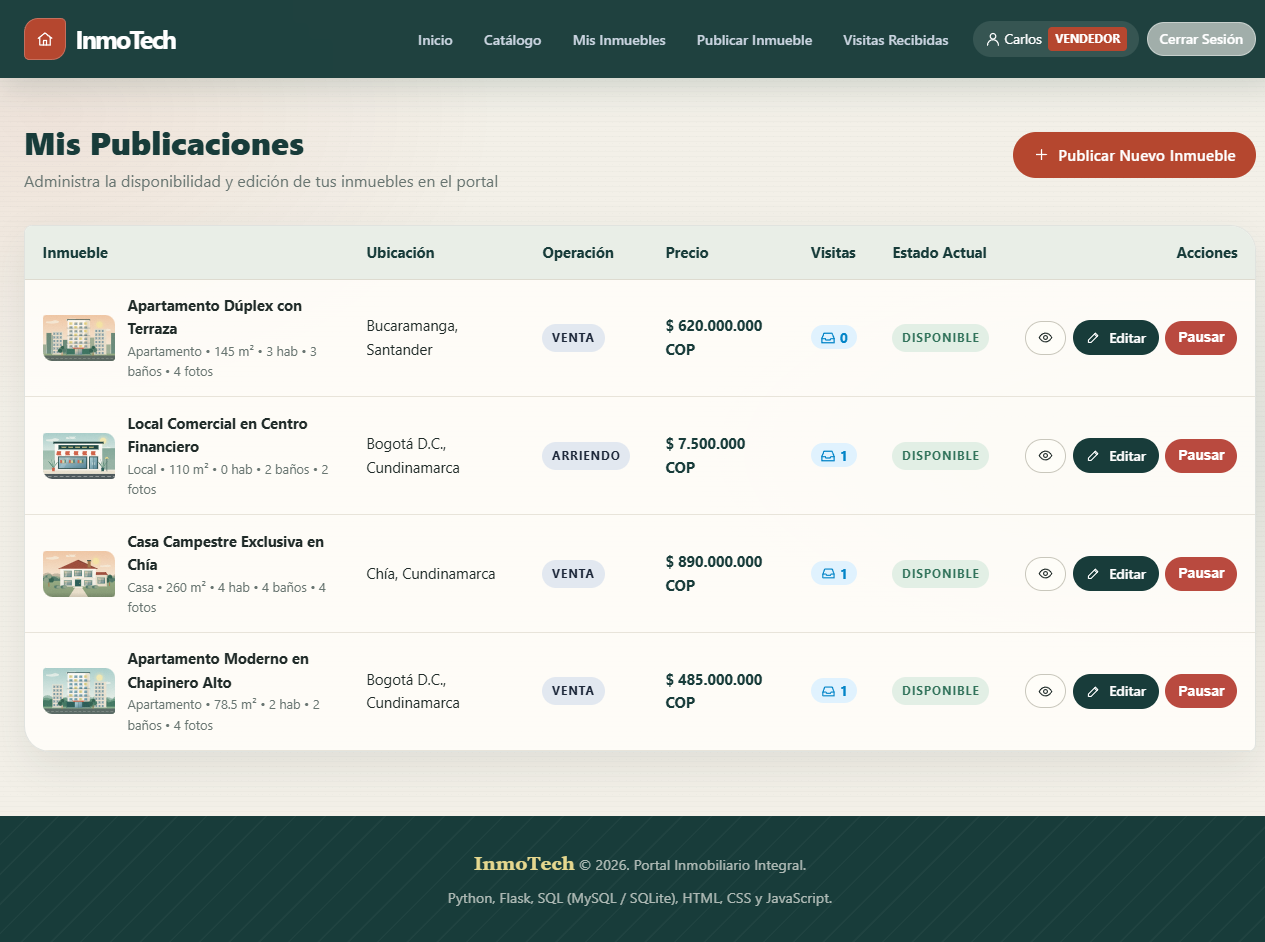 InmoTech
Inicio Catálogo Mis Inmuebles Publicar Inmueble Visitas Recibidas Carlos VENDEDOR Cerrar Sesión
Mis Publicaciones
Administra la disponibilidad y edición de tus inmuebles en el portal
+ Publicar Nuevo Inmueble
Inmueble Ubicación Operación Precio Visitas Estado Actual Acciones
Apartamento Dúplex con
Terraza
Apartamento • 145 m² • 3 hab • 3
baños • 4 fotos
Bucaramanga,
Santander
VENTA
$ 620.000.000
COP
0
DISPONIBLE
Editar
Pausar
Local Comercial en Centro
Financiero
Local • 110 m² • 0 hab • 2 baños • 2
fotos
Bogotá D.C.,
Cundinamarca
ARRIENDO
$ 7.500.000
COP
1
DISPONIBLE
Editar
Pausar
Casa Campestre Exclusiva en
Chía
Casa • 260 m² • 4 hab • 4 baños • 4
fotos
Chía, Cundinamarca
VENTA
$ 890.000.000
COP
1
DISPONIBLE
Editar
Pausar
Apartamento Moderno en
Chapinero Alto
Apartamento • 78.5 m² • 2 hab • 2
baños • 4 fotos
Bogotá D.C.,
Cundinamarca
VENTA
$ 485.000.000
COP
1
DISPONIBLE
Editar
Pausar
InmoTech © 2026. Portal Inmobiliario Integral.
Python, Flask, SQL (MySQL / SQLite), HTML, CSS y JavaScript.